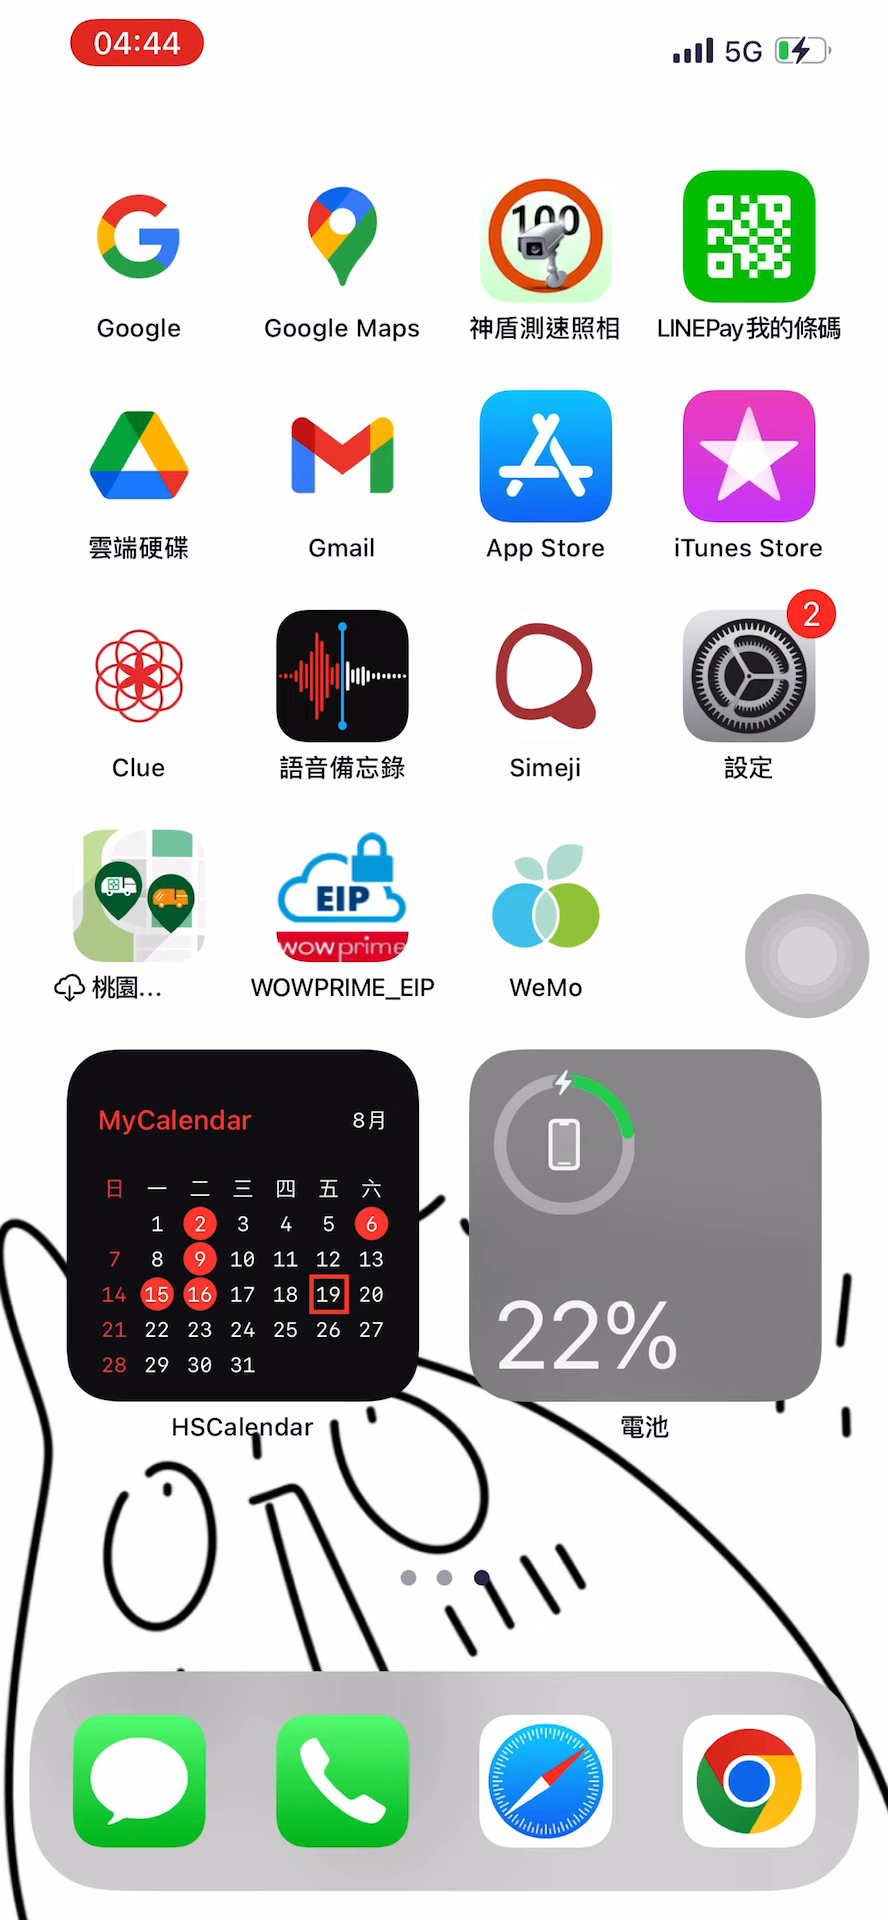 04:44
5G
100
Google
Google Maps
神盾測速照相
LINEPay我的條碼
雲端硬碟
Gmail
App Store
iTunes Store
2
Clue
語音備忘錄
Simeji
設定
EIP
wowprime
桃園...
WOWPRIME_EIP
WeMo
MyCalendar 8月
日 一 二 三 四 五 六
1 2 3 4 5 6
7 8 9 10 11 12 13
14 15 16 17 18 19 20
21 22 23 24 25 26 27
28 29 30 31
22%
HSCalendar
電池